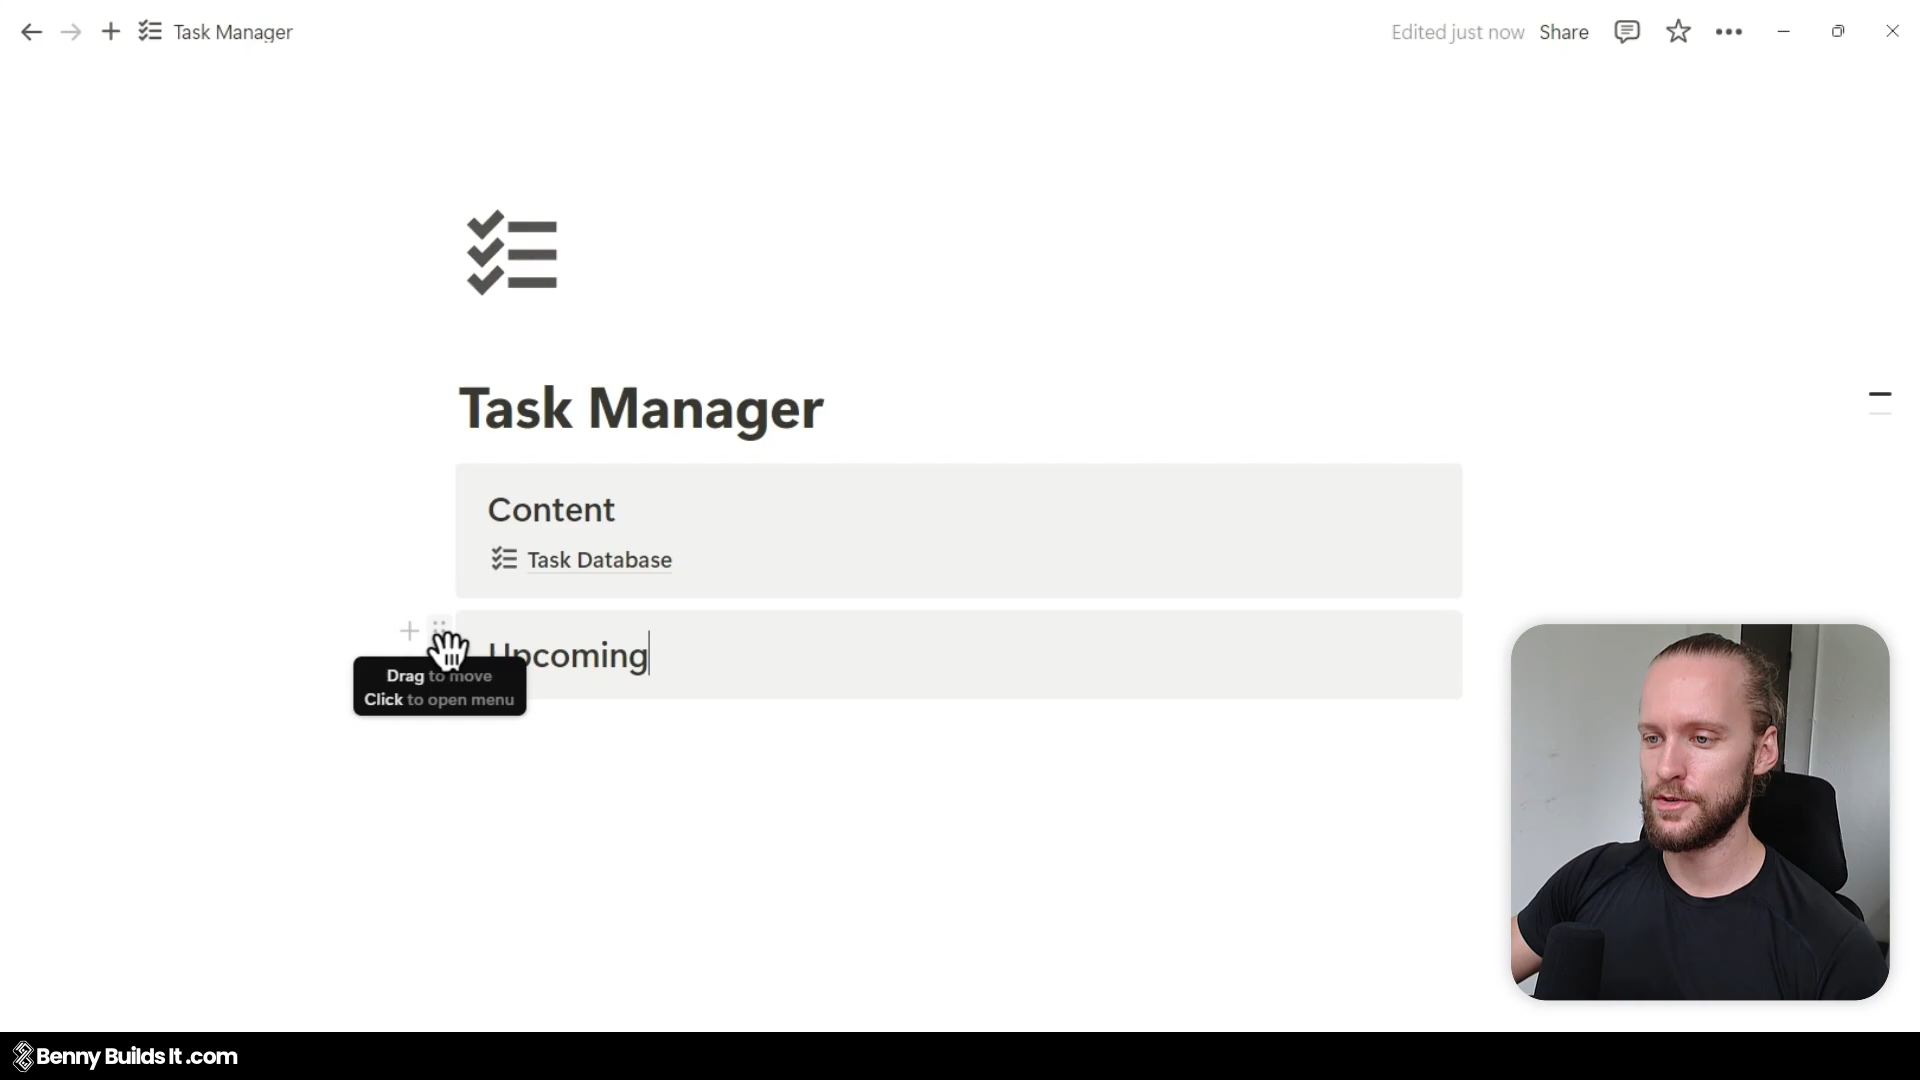 Task Manager
Edited just now
Share
Task Manager
Content
Task Database
Upcoming
Drag to move
Click to open menu
Benny Builds It .com